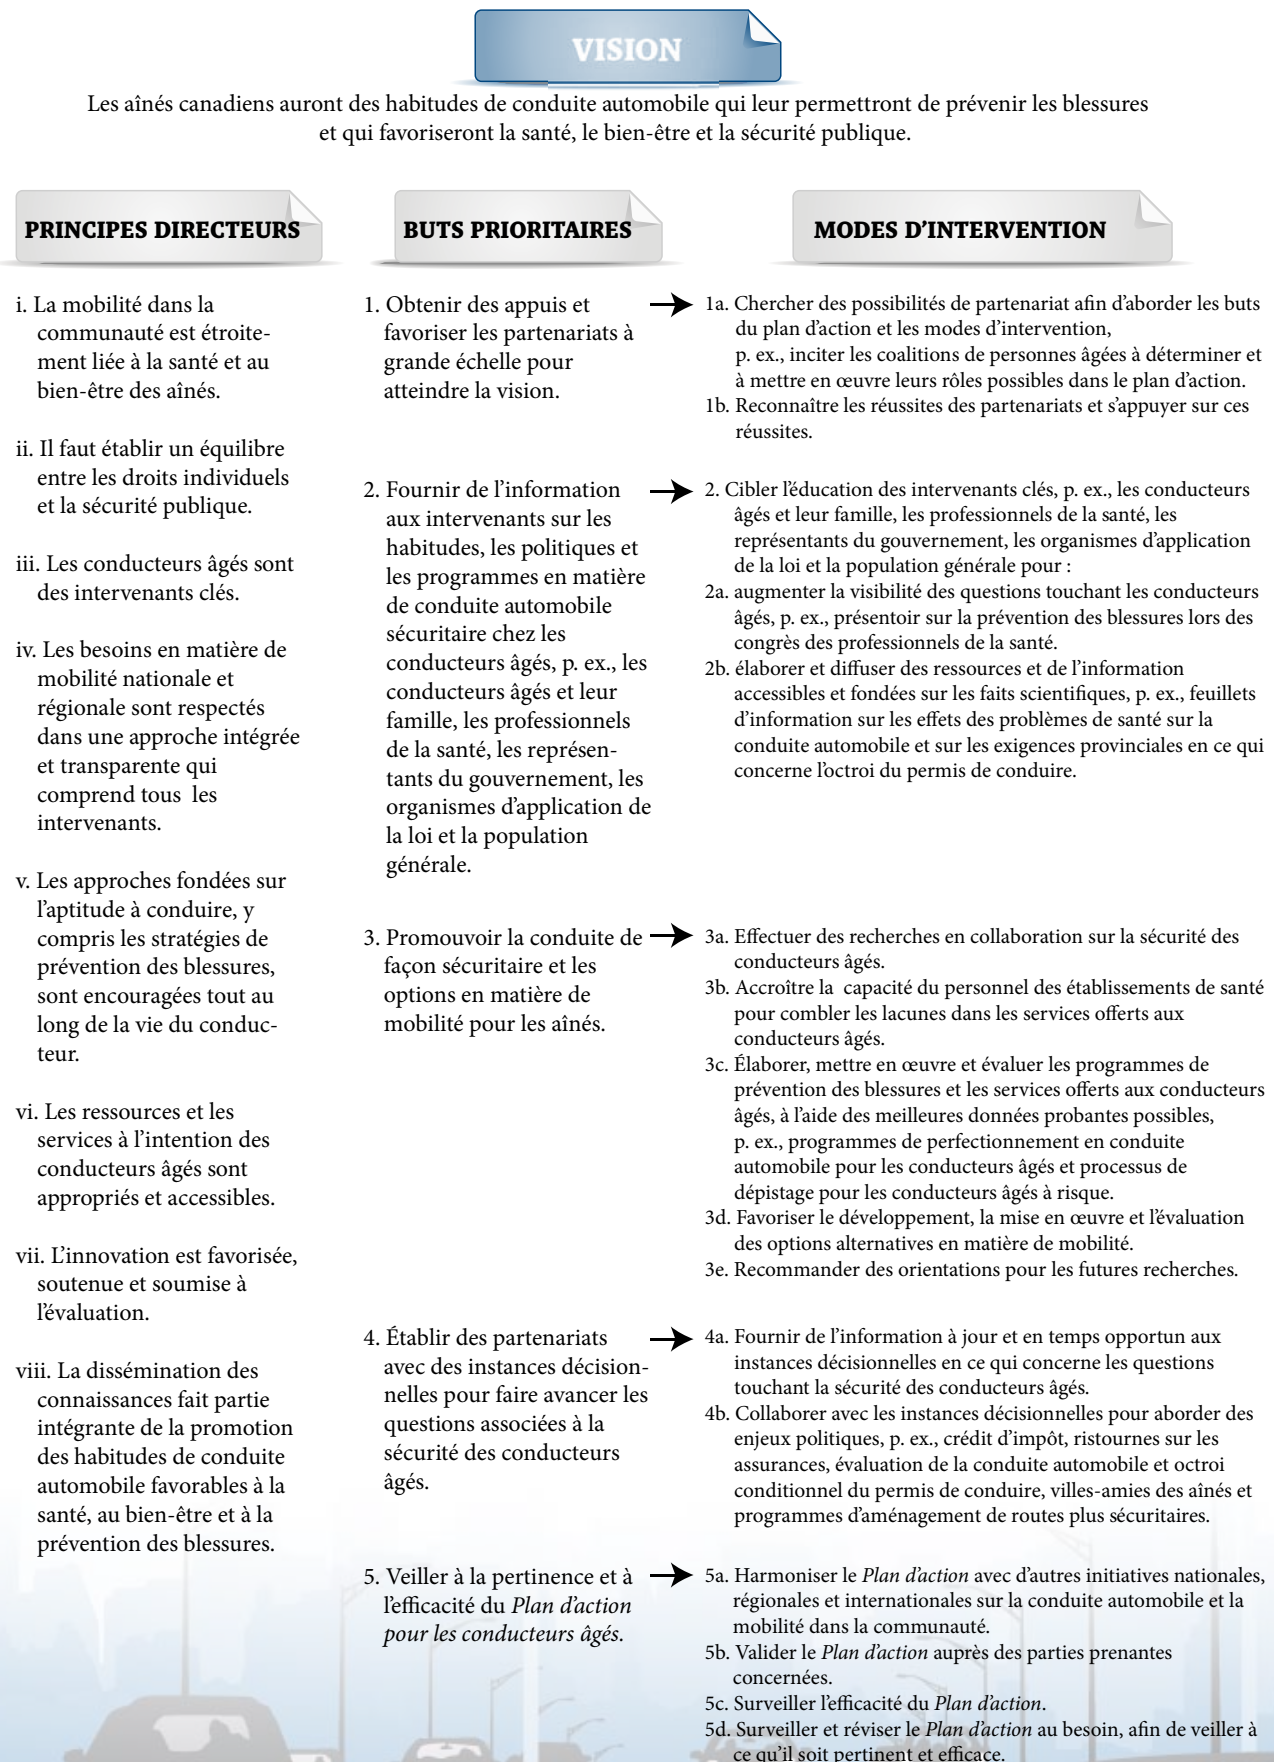 VISION
Les aînés canadiens auront des habitudes de conduite automobile qui leur permettront de prévenir les blessures
et qui favoriseront la santé, le bien-être et la sécurité publique.
PRINCIPES DIRECTEURS
i. La mobilité dans la
communauté est étroite-
ment liée à la santé et au
bien-être des aînés.
ii. Il faut établir un équilibre
entre les droits individuels
et la sécurité publique.
iii. Les conducteurs âgés sont
des intervenants clés.
iv. Les besoins en matière de
mobilité nationale et
régionale sont respectés
dans une approche intégrée
et transparente qui
comprend tous les
intervenants.
v. Les approches fondées sur
l'aptitude à conduire, y
compris les stratégies de
prévention des blessures,
sont encouragées tout au
long de la vie du conduc-
teur.
vi. Les ressources et les
services à l'intention des
conducteurs âgés sont
appropriés et accessibles.
vii. L'innovation est favorisée,
soutenue et soumise à
l'évaluation.
viii. La dissémination des
connaissances fait partie
intégrante de la promotion
des habitudes de conduite
automobile favorables à la
santé, au bien-être et à la
prévention des blessures.
BUTS PRIORITAIRES
1. Obtenir des appuis et
favoriser les partenariats à
grande échelle pour
atteindre la vision.
2. Fournir de l'information
aux intervenants sur les
habitudes, les politiques et
les programmes en matière
de conduite automobile
sécuritaire chez les
conducteurs âgés, p. ex., les
conducteurs âgés et leur
famille, les professionnels
de la santé, les représen-
tants du gouvernement, les
organismes d'application de
la loi et la population
générale.
3. Promouvoir la conduite de
façon sécuritaire et les
options en matière de
mobilité pour les aînés.
4. Établir des partenariats
avec des instances décision-
nelles pour faire avancer les
questions associées à la
sécurité des conducteurs
âgés.
5. Veiller à la pertinence et à
l'efficacité du Plan d'action
pour les conducteurs âgés.
MODES D'INTERVENTION
1a. Chercher des possibilités de partenariat afin d'aborder les buts
du plan d'action et les modes d'intervention,
p. ex., inciter les coalitions de personnes âgées à déterminer et
à mettre en œuvre leurs rôles possibles dans le plan d'action.
1b. Reconnaître les réussites des partenariats et s'appuyer sur ces
réussites.
2. Cibler l'éducation des intervenants clés, p. ex., les conducteurs
âgés et leur famille, les professionnels de la santé, les
représentants du gouvernement, les organismes d'application
de la loi et la population générale pour :
2a. augmenter la visibilité des questions touchant les conducteurs
âgés, p. ex., présentoir sur la prévention des blessures lors des
congrès des professionnels de la santé.
2b. élaborer et diffuser des ressources et de l'information
accessibles et fondées sur les faits scientifiques, p. ex., feuillets
d'information sur les effets des problèmes de santé sur la
conduite automobile et sur les exigences provinciales en ce qui
concerne l'octroi du permis de conduire.
3a. Effectuer des recherches en collaboration sur la sécurité des
conducteurs âgés.
3b. Accroître la capacité du personnel des établissements de santé
pour combler les lacunes dans les services offerts aux
conducteurs âgés.
3c. Élaborer, mettre en œuvre et évaluer les programmes de
prévention des blessures et les services offerts aux conducteurs
âgés, à l'aide des meilleures données probantes possibles,
p. ex., programmes de perfectionnement en conduite
automobile pour les conducteurs âgés et processus de
dépistage pour les conducteurs âgés à risque.
3d. Favoriser le développement, la mise en œuvre et l'évaluation
des options alternatives en matière de mobilité.
3e. Recommander des orientations pour les futures recherches.
4a. Fournir de l'information à jour et en temps opportun aux
instances décisionnelles en ce qui concerne les questions
touchant la sécurité des conducteurs âgés.
4b. Collaborer avec les instances décisionnelles pour aborder des
enjeux politiques, p. ex., crédit d'impôt, ristournes sur les
assurances, évaluation de la conduite automobile et octroi
conditionnel du permis de conduire, villes-amies des aînés et
programmes d'aménagement de routes plus sécuritaires.
5a. Harmoniser le Plan d'action avec d'autres initiatives nationales,
régionales et internationales sur la conduite automobile et la
mobilité dans la communauté.
5b. Valider le Plan d'action auprès des parties prenantes
concernées.
5c. Surveiller l'efficacité du Plan d'action.
5d. Surveiller et réviser le Plan d'action au besoin, afin de veiller à
ce qu'il soit pertinent et efficace.